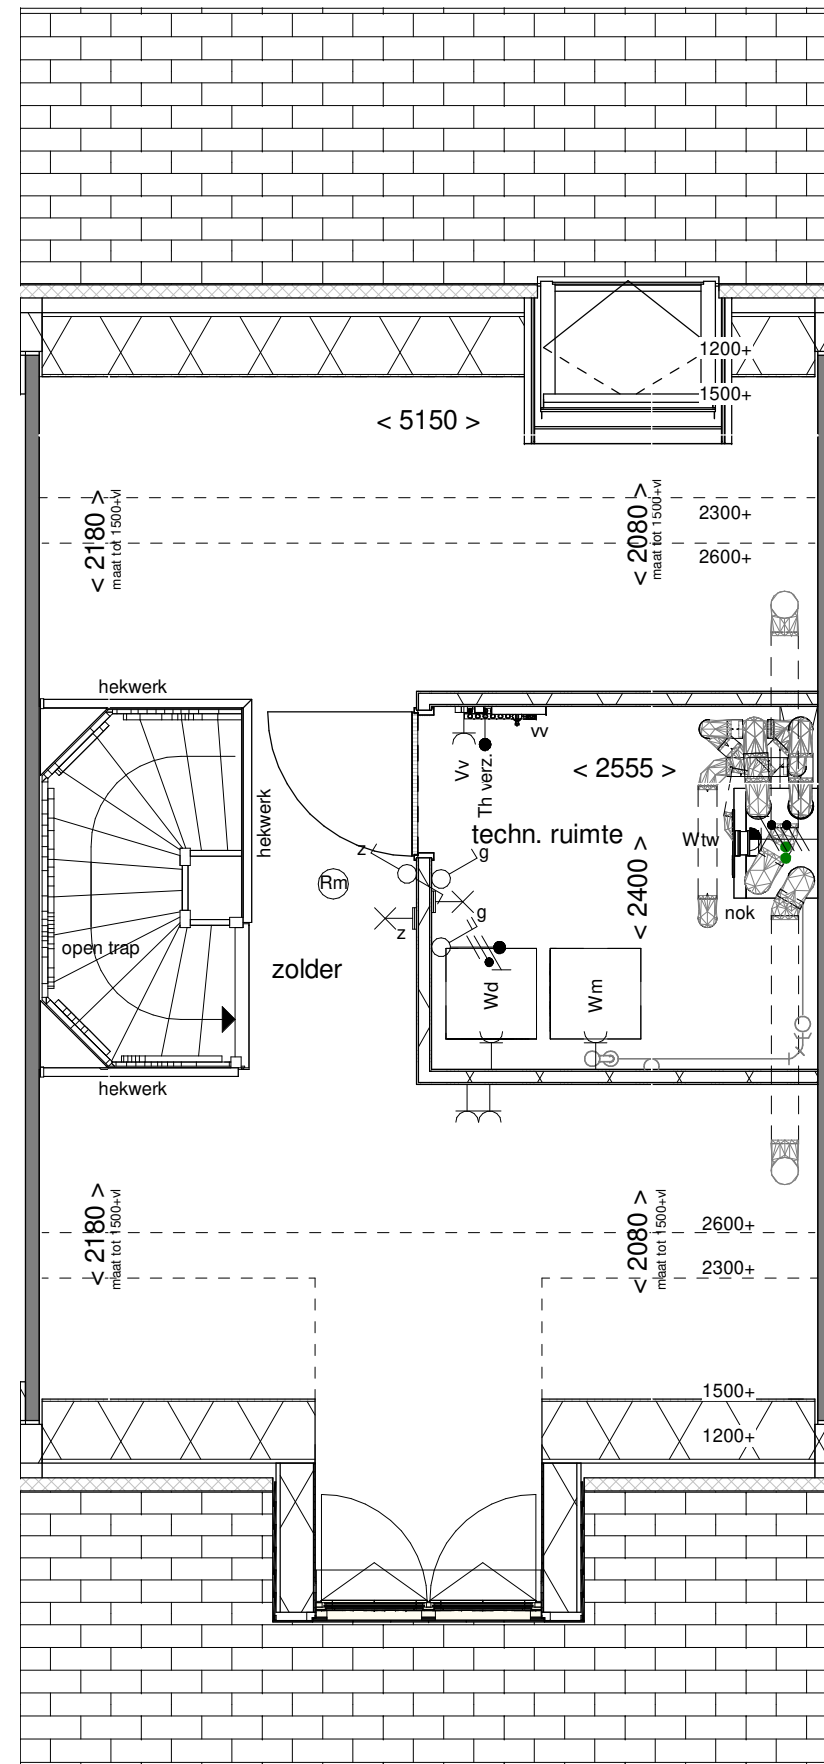 1200+
1500+
< 5150 >
< 2180 >
maat tot 1500+vl
< 2080 >
maat tot 1500+vl
2300+
2600+
hekwerk
vv
Vv
Th verz.
< 2555 >
hekwerk
techn. ruimte
Wtw
z
g
Rm
< 2400 >
nok
g
z
open trap
zolder
Wd
Wm
hekwerk
< 2180 >
maat tot 1500+vl
< 2080 >
maat tot 1500+vl
2600+
2300+
1500+
1200+